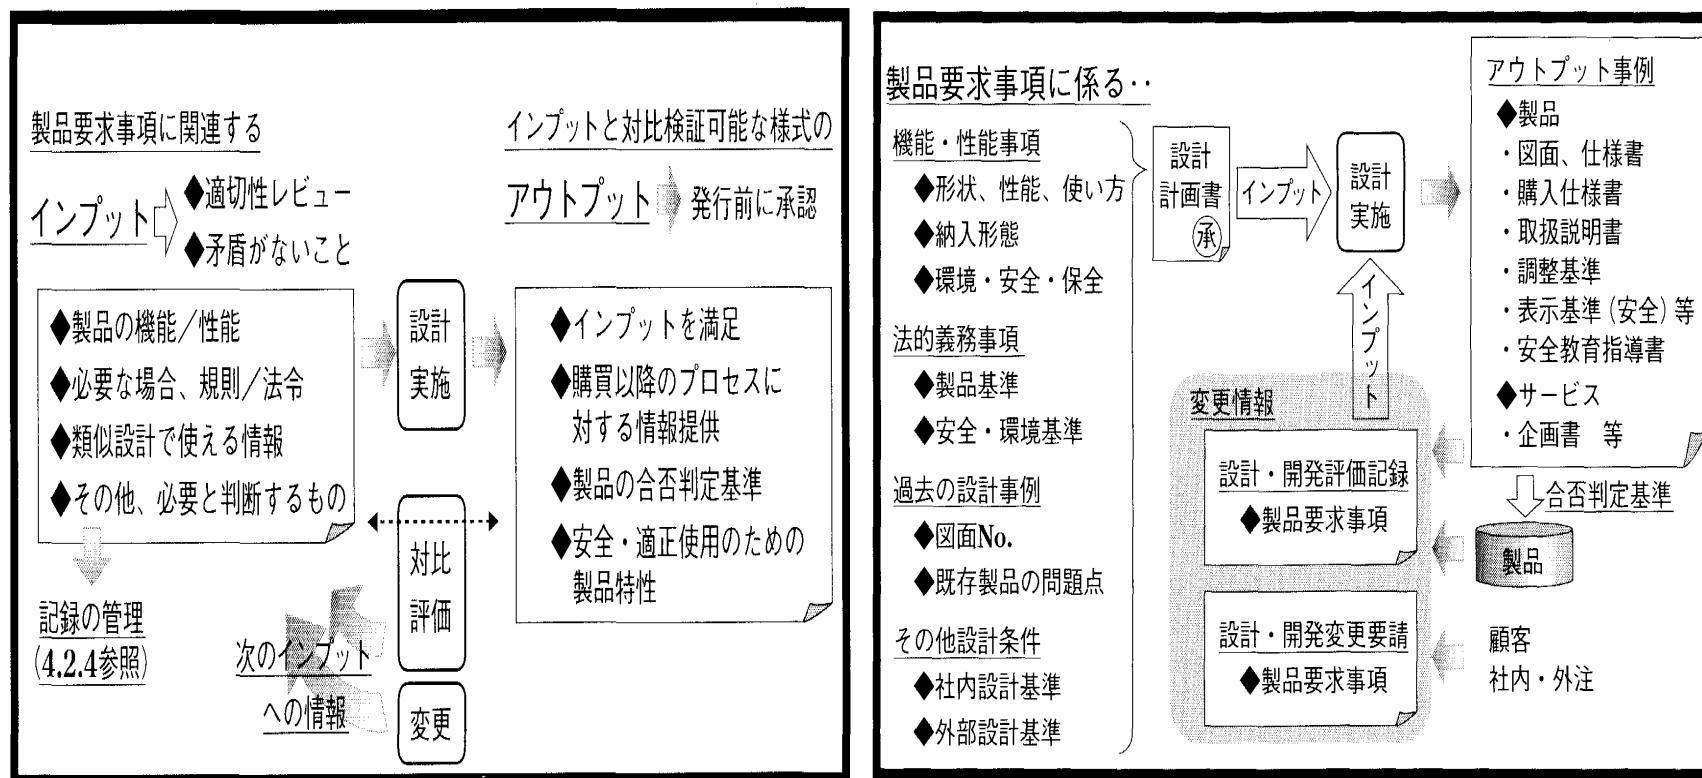 製品要求事項に関連する
インプット
◆適切性レビュー
◆矛盾がないこと
◆製品の機能／性能
◆必要な場合、規則／法令
◆類似設計で使える情報
◆その他、必要と判断するもの
記録の管理
(4.2.4参照)
設計
実施
対比
評価
変更
次のインプット
への情報
インプットと対比検証可能な様式の
アウトプット
発行前に承認
◆インプットを満足
◆購買以降のプロセスに
対する情報提供
◆製品の合否判定基準
◆安全・適正使用のための
製品特性
製品要求事項に係る‥
機能・性能事項
◆形状、性能、使い方
◆納入形態
◆環境・安全・保全
法的義務事項
◆製品基準
◆安全・環境基準
過去の設計事例
◆図面No.
◆既存製品の問題点
その他設計条件
◆社内設計基準
◆外部設計基準
設計
計画書
承
インプット
設計
実施
インプット
変更情報
設計・開発評価記録
◆製品要求事項
設計・開発変更要請
◆製品要求事項
アウトプット事例
◆製品
・図面、仕様書
・購入仕様書
・取扱説明書
・調整基準
・表示基準（安全）等
・安全教育指導書
◆サービス
・企画書　等
合否判定基準
製品
顧客
社内・外注